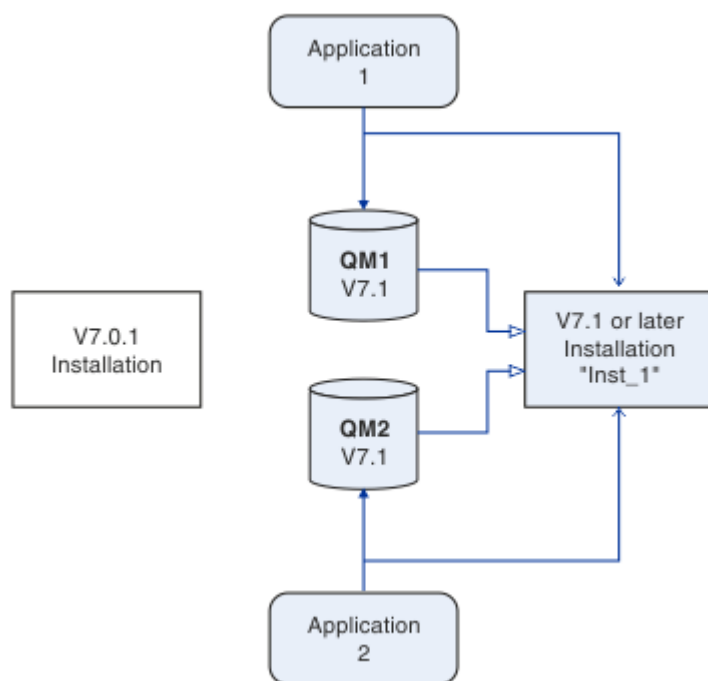 Application
1
QM1
V7.1
V7.0.1
Installation
V7.1 or later
Installation
"Inst_1"
QM2
V7.1
Application
2